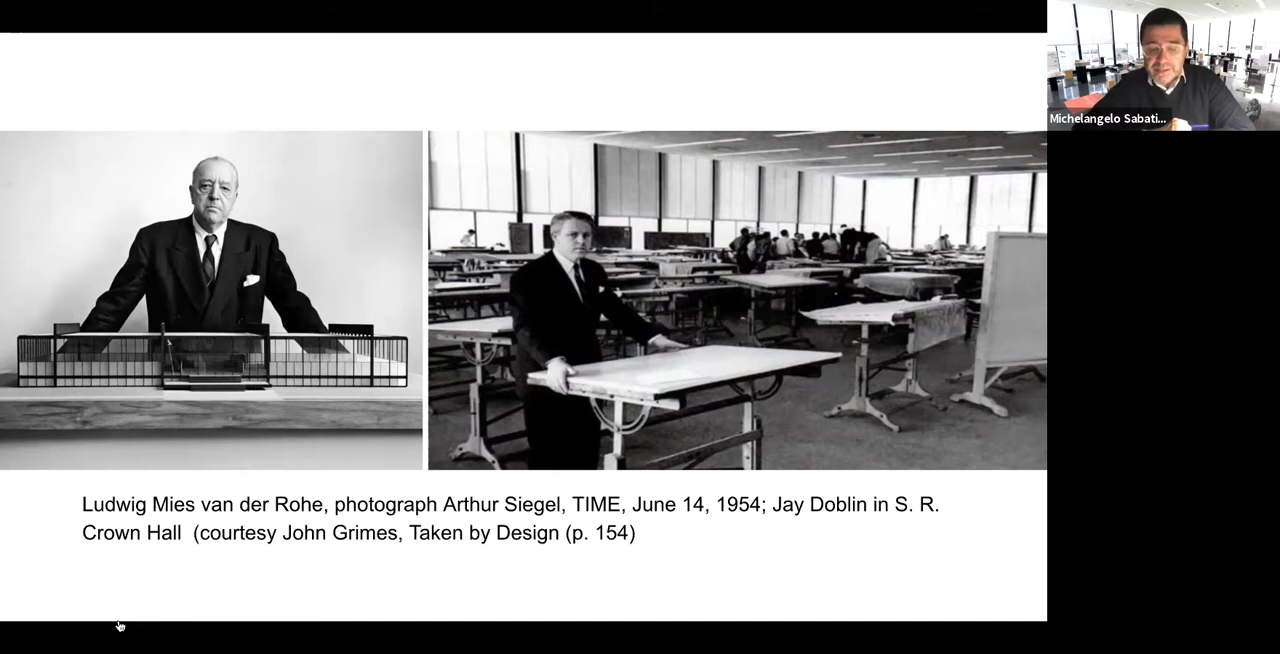 Michelangelo Sabati...
Ludwig Mies van der Rohe, photograph Arthur Siegel, TIME, June 14, 1954; Jay Doblin in S. R.
Crown Hall  (courtesy John Grimes, Taken by Design (p. 154)